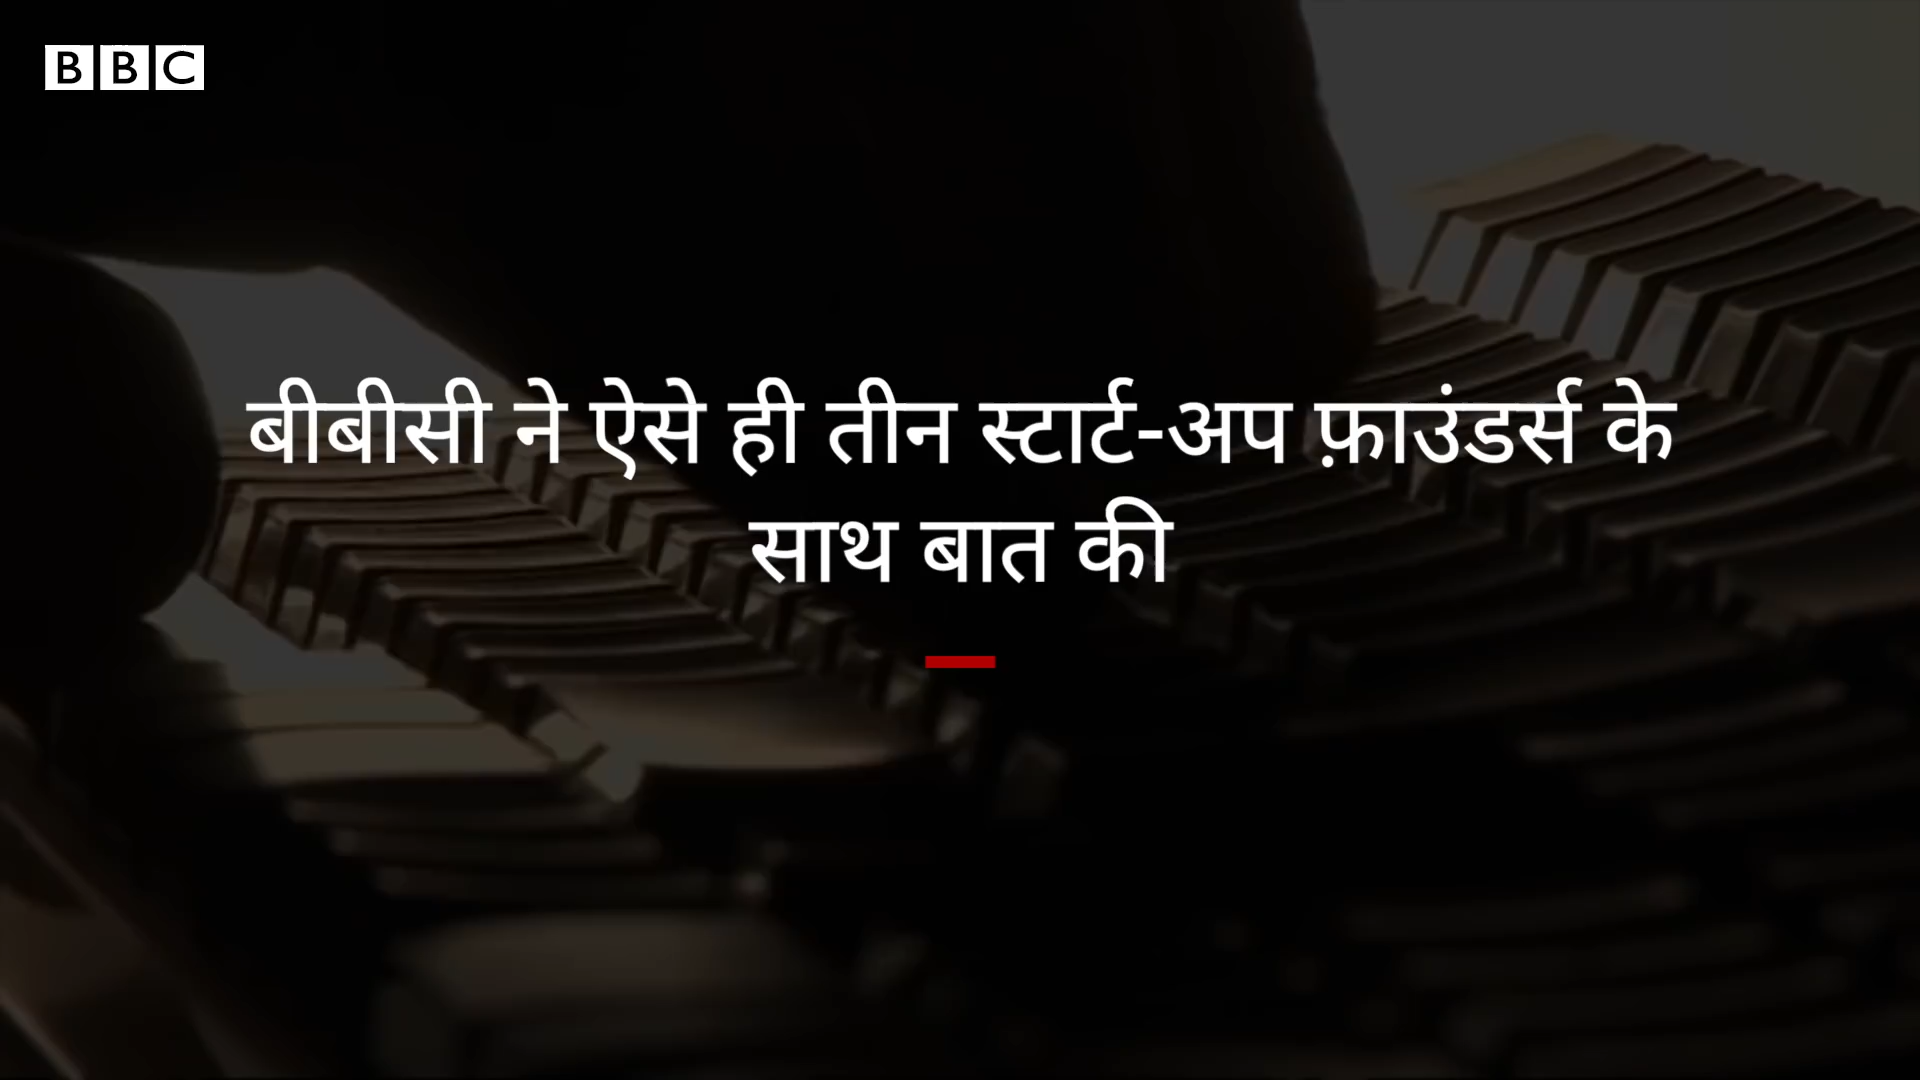 BBC
बीबीसी ने ऐसे ही तीन स्टार्ट-अप फ़ाउंडर्स के
साथ बात की